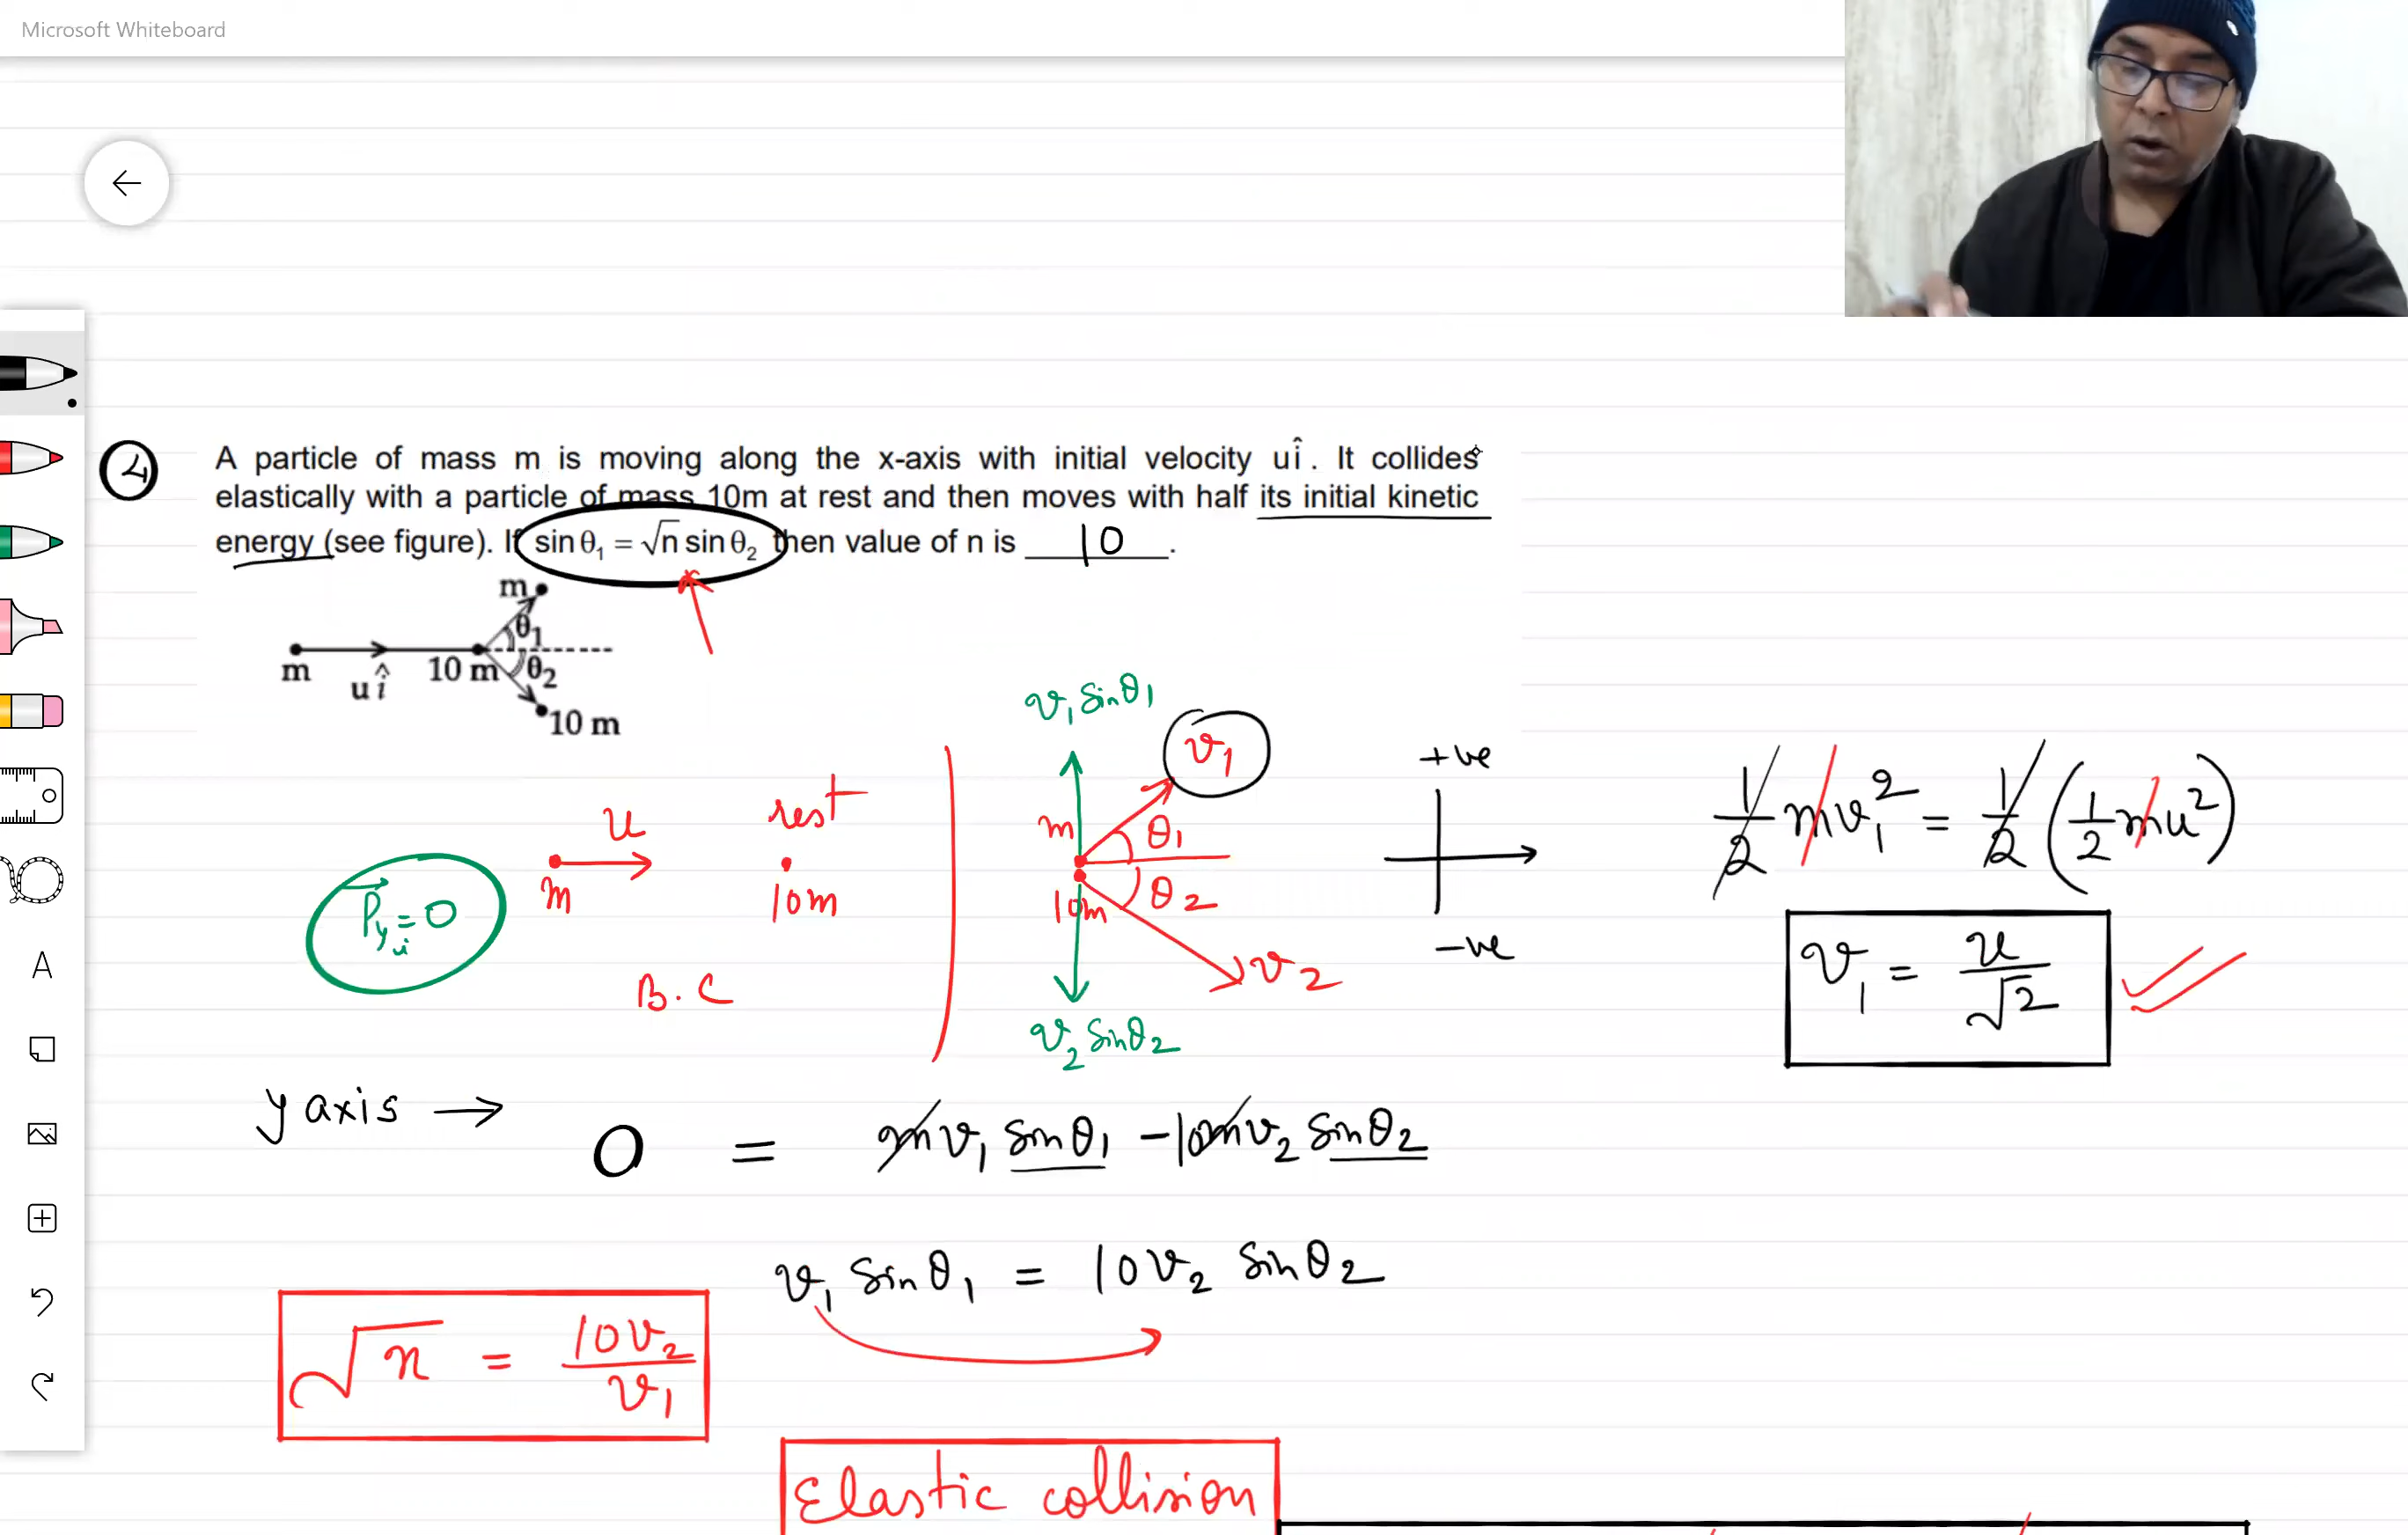 Microsoft Whiteboard
2 A particle of mass m is moving along the x-axis with initial velocity uî. It collides
elastically with a particle of mass 10m at rest and then moves with half its initial kinetic
energy (see figure). If sin θ₁ = √n sin θ₂ then value of n is 10.
m
θ₁
m u î 10 m θ₂
10 m
v₁ sinθ₁
v₁
+ve
u rest
m θ₁
m 10m
10m θ₂
-ve
P⃗yᵢ = 0
B.C
v₂
v₂ sinθ₂
1/2 mv₁² = 1/2 (1/2 mu²)
v₁ = u/√2
y axis →
0 = mv₁ sinθ₁ - 10mv₂ sinθ₂
v₁ sinθ₁ = 10v₂ sinθ₂
√n = 10v₂/v₁
Elastic collision
A